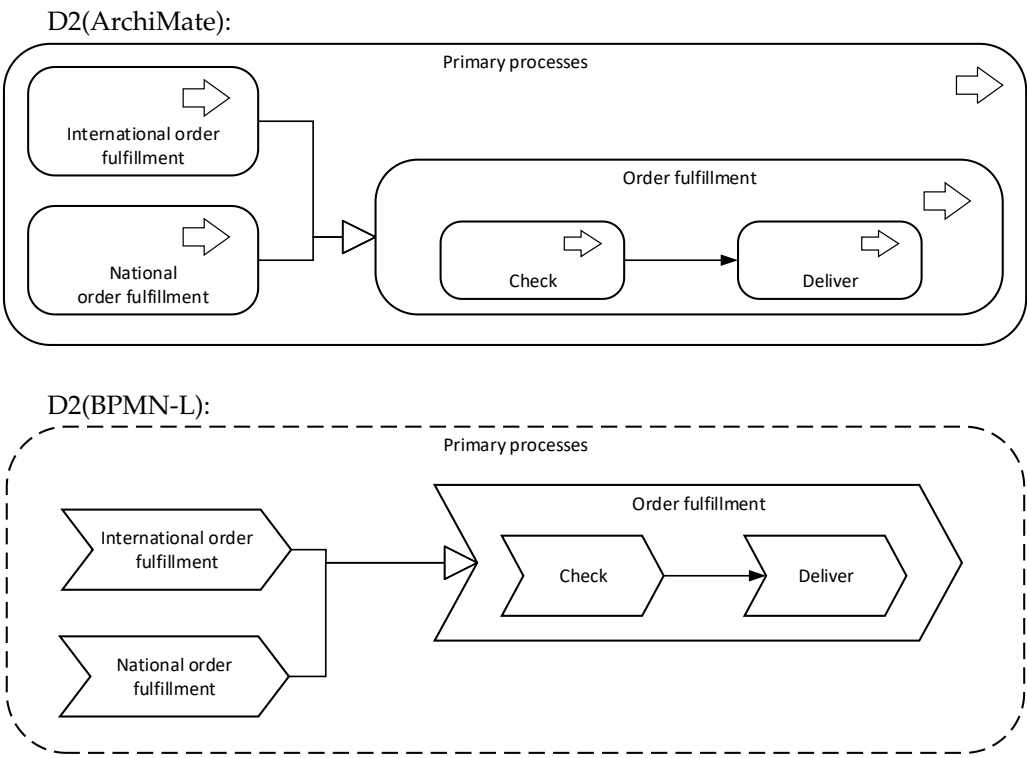 D2(ArchiMate):
Primary processes
International order
fulfillment
Order fulfillment
National
order fulfillment
Check
Deliver
D2(BPMN-L):
Primary processes
Order fulfillment
International order
fulfillment
Check
Deliver
National order
fulfillment